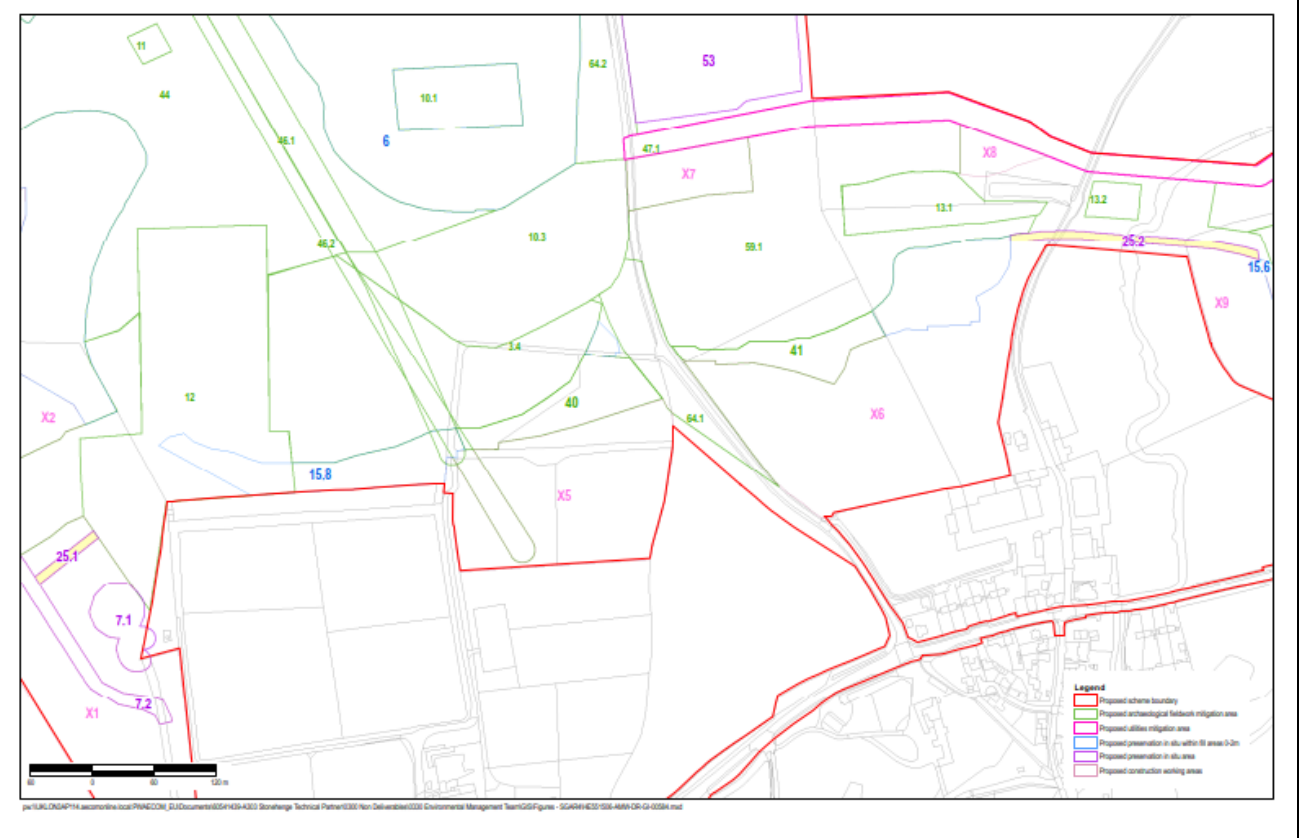 11
64.2
53
44
10.1
46.1
6
47.1
X8
X7
13.2
13.1
46.2
10.3
59.1
25.2
15,6
X9
3.4
41
12
40
X2
X6
64.1
15,8
X5
25.1
7.1
7.2
X1
Legend
Proposed scheme boundary
Proposed archaeological fieldwork mitigation area
Proposed utilities mitigation area
Proposed preservation in situ within fill areas 0-2m
Proposed preservation in situ area
Proposed construction working areas
60 0 60 120 m